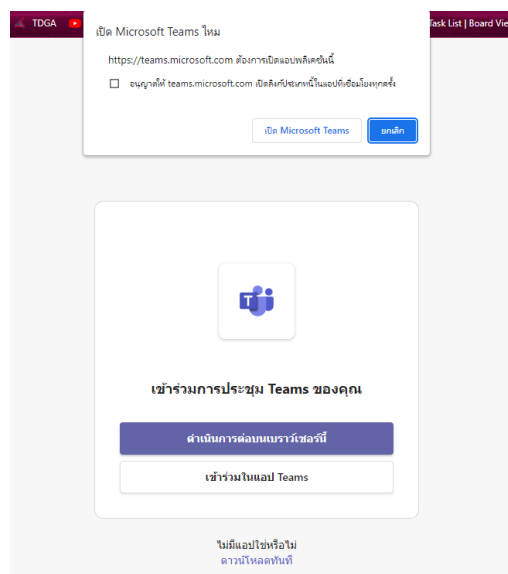 TDGA
Task List | Board Vie
เปิด Microsoft Teams ไหม
https://teams.microsoft.com ต้องการเปิดแอปพลิเคชันนี้
อนุญาตให้ teams.microsoft.com เปิดลิงก์ประเภทนี้ในแอปที่เชื่อมโยงทุกครั้ง
เปิด Microsoft Teams
ยกเลิก
T
เข้าร่วมการประชุม Teams ของคุณ
ดำเนินการต่อบนเบราว์เซอร์นี้
เข้าร่วมในแอป Teams
ไม่มีแอปใช่หรือไม่
ดาวน์โหลดทันที